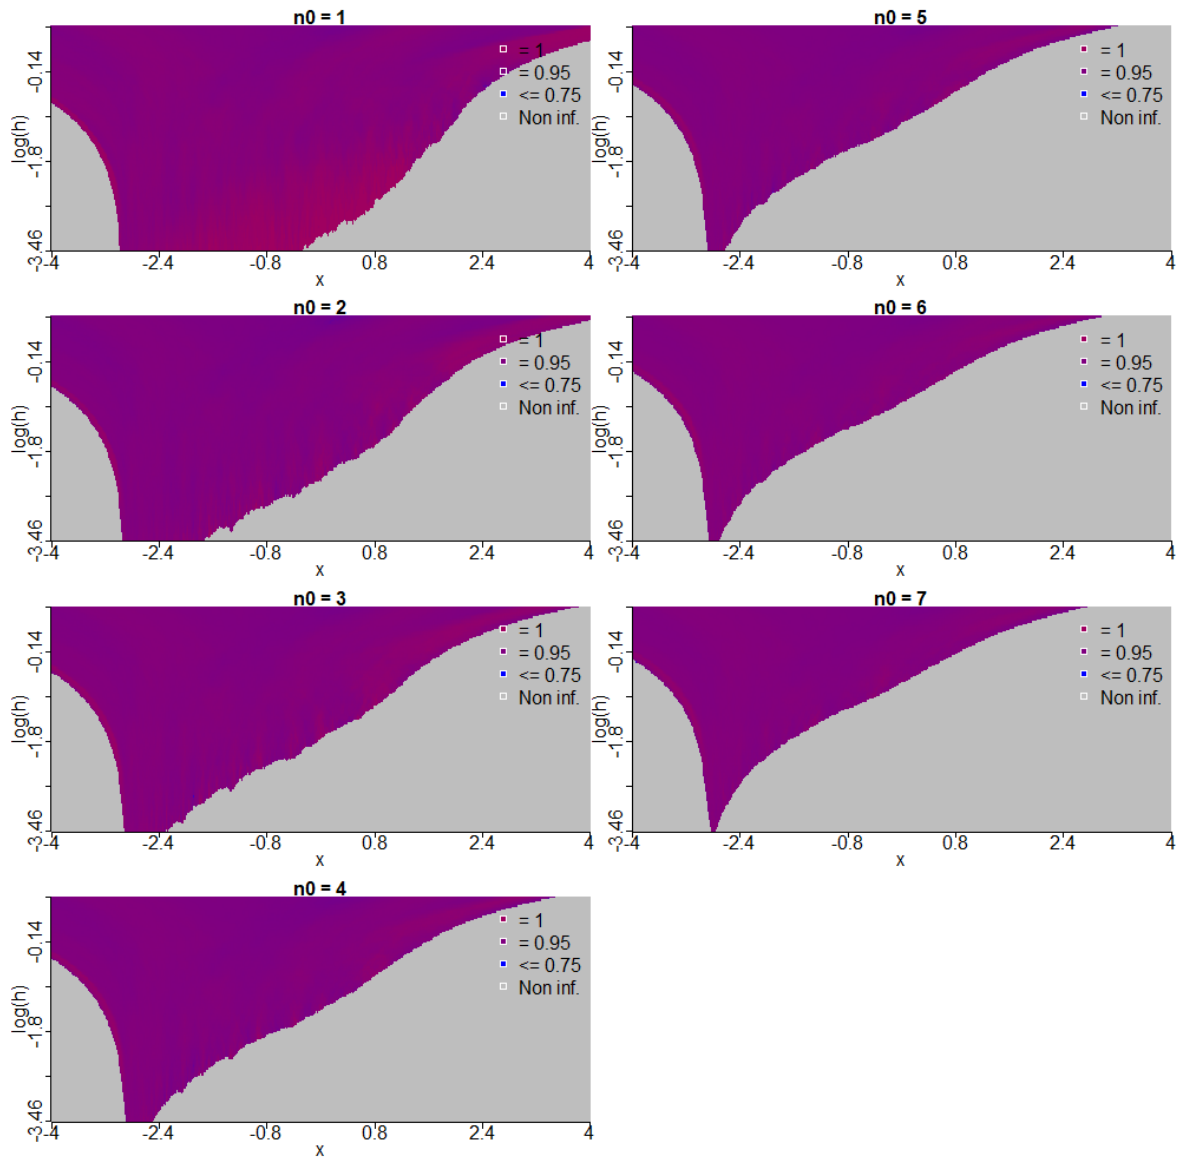 n0 = 1
= 1
= 0.95
<= 0.75
Non inf.
log(h)
-0.14
-1.8
-3.46
-4 -2.4 -0.8 0.8 2.4 4
x
n0 = 5
= 1
= 0.95
<= 0.75
Non inf.
log(h)
-0.14
-1.8
-3.46
-4 -2.4 -0.8 0.8 2.4 4
x
n0 = 2
= 1
= 0.95
<= 0.75
Non inf.
log(h)
-0.14
-1.8
-3.46
-4 -2.4 -0.8 0.8 2.4 4
x
n0 = 6
= 1
= 0.95
<= 0.75
Non inf.
log(h)
-0.14
-1.8
-3.46
-4 -2.4 -0.8 0.8 2.4 4
x
n0 = 3
= 1
= 0.95
<= 0.75
Non inf.
log(h)
-0.14
-1.8
-3.46
-4 -2.4 -0.8 0.8 2.4 4
x
n0 = 7
= 1
= 0.95
<= 0.75
Non inf.
log(h)
-0.14
-1.8
-3.46
-4 -2.4 -0.8 0.8 2.4 4
x
n0 = 4
= 1
= 0.95
<= 0.75
Non inf.
log(h)
-0.14
-1.8
-3.46
-4 -2.4 -0.8 0.8 2.4 4
x